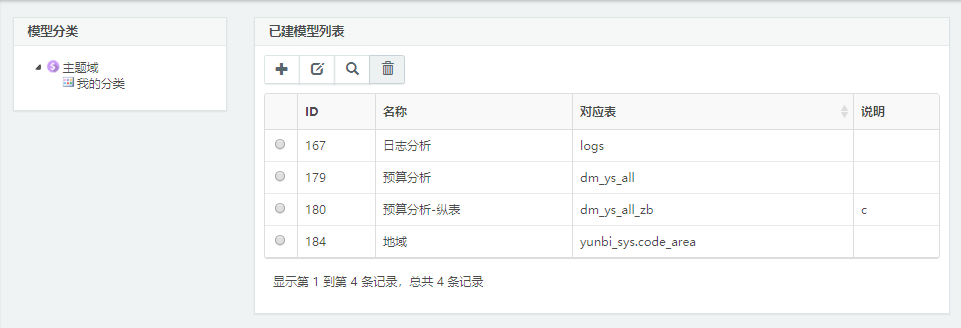 模型分类
主题域
我的分类
已建模型列表
ID 名称 对应表 说明
167 日志分析 logs
179 预算分析 dm_ys_all
180 预算分析-纵表 dm_ys_all_zb c
184 地域 yunbi_sys.code_area
显示第 1 到第 4 条记录，总共 4 条记录